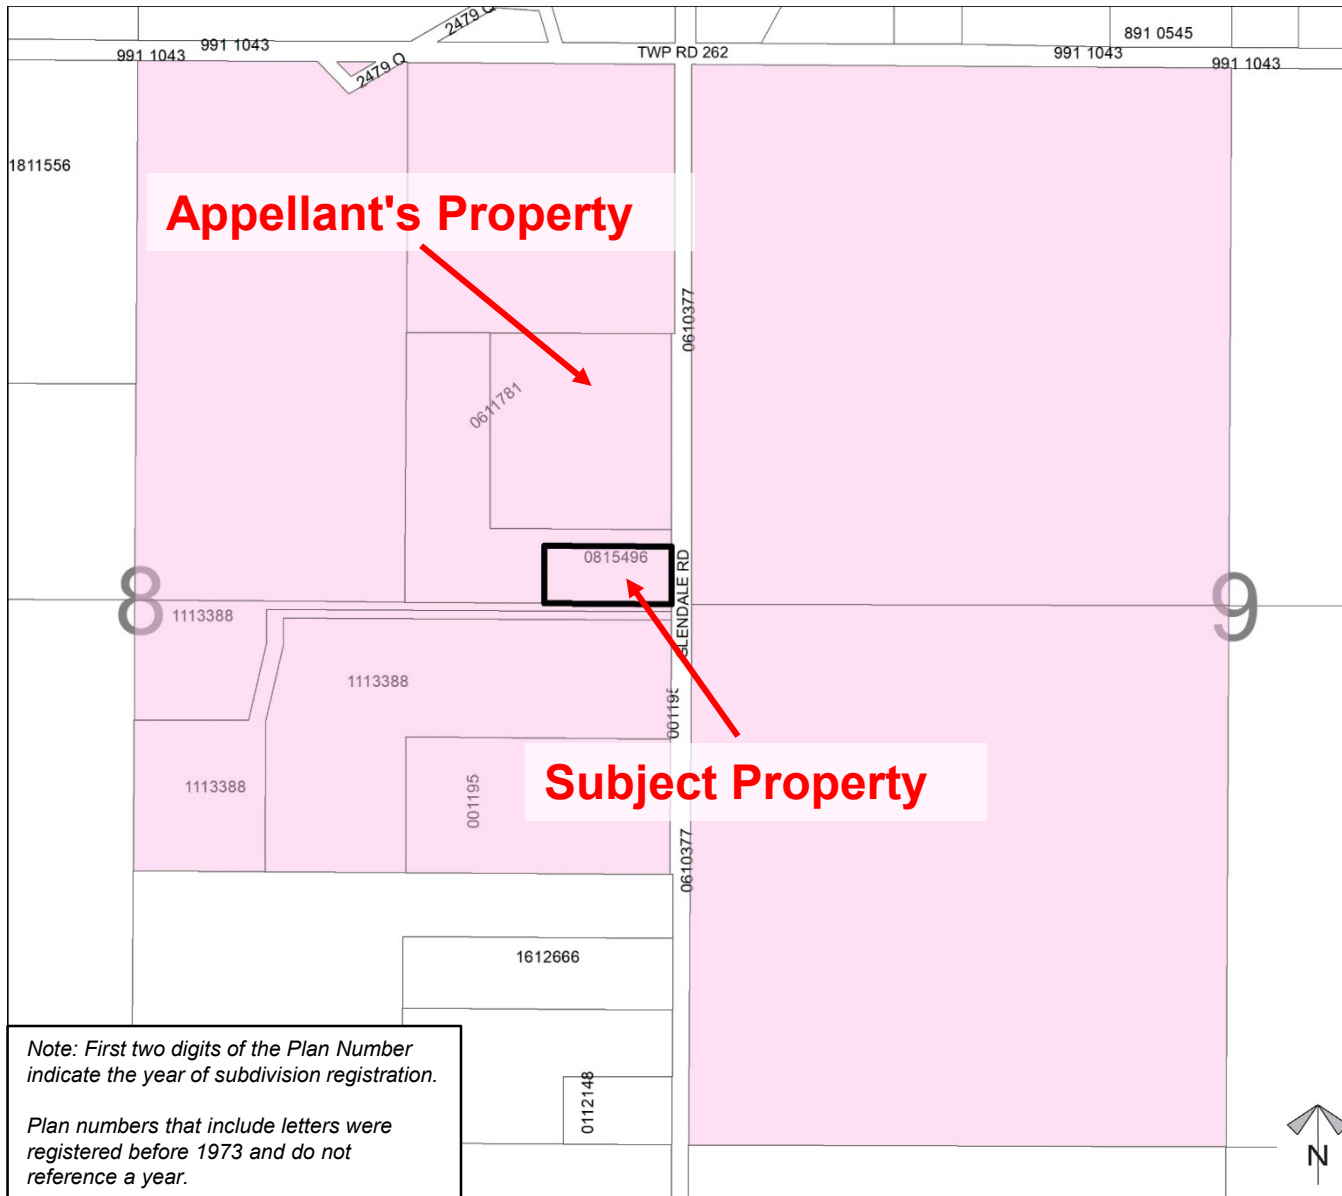 2479 Q
891 0545
991 1043
991 1043
TWP RD 262
991 1043
991 1043
2479 Q
1811556
Appellant's Property
0610377
0611781
0815496
GLENDALE RD
8
9
1113388
1113388
001195
Subject Property
1113388
001195
0610377
1612666
0112148
Note: First two digits of the Plan Number
indicate the year of subdivision registration.
Plan numbers that include letters were
registered before 1973 and do not
reference a year.
N